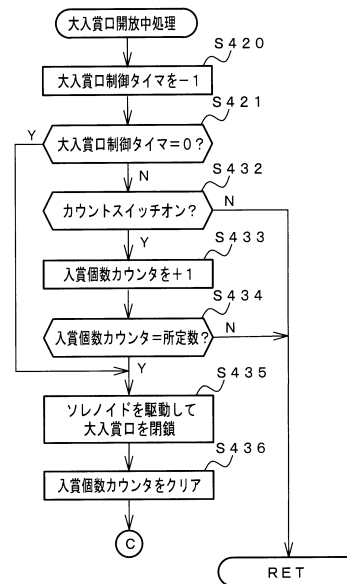 大入賞口開放中処理
S420
大入賞口制御タイマを－1
S421
Y
大入賞口制御タイマ＝0？
N
S432
カウントスイッチオン？
N
Y
S433
入賞個数カウンタを＋1
S434
入賞個数カウンタ＝所定数？
N
Y
S435
ソレノイドを駆動して
大入賞口を閉鎖
S436
入賞個数カウンタをクリア
C
RET